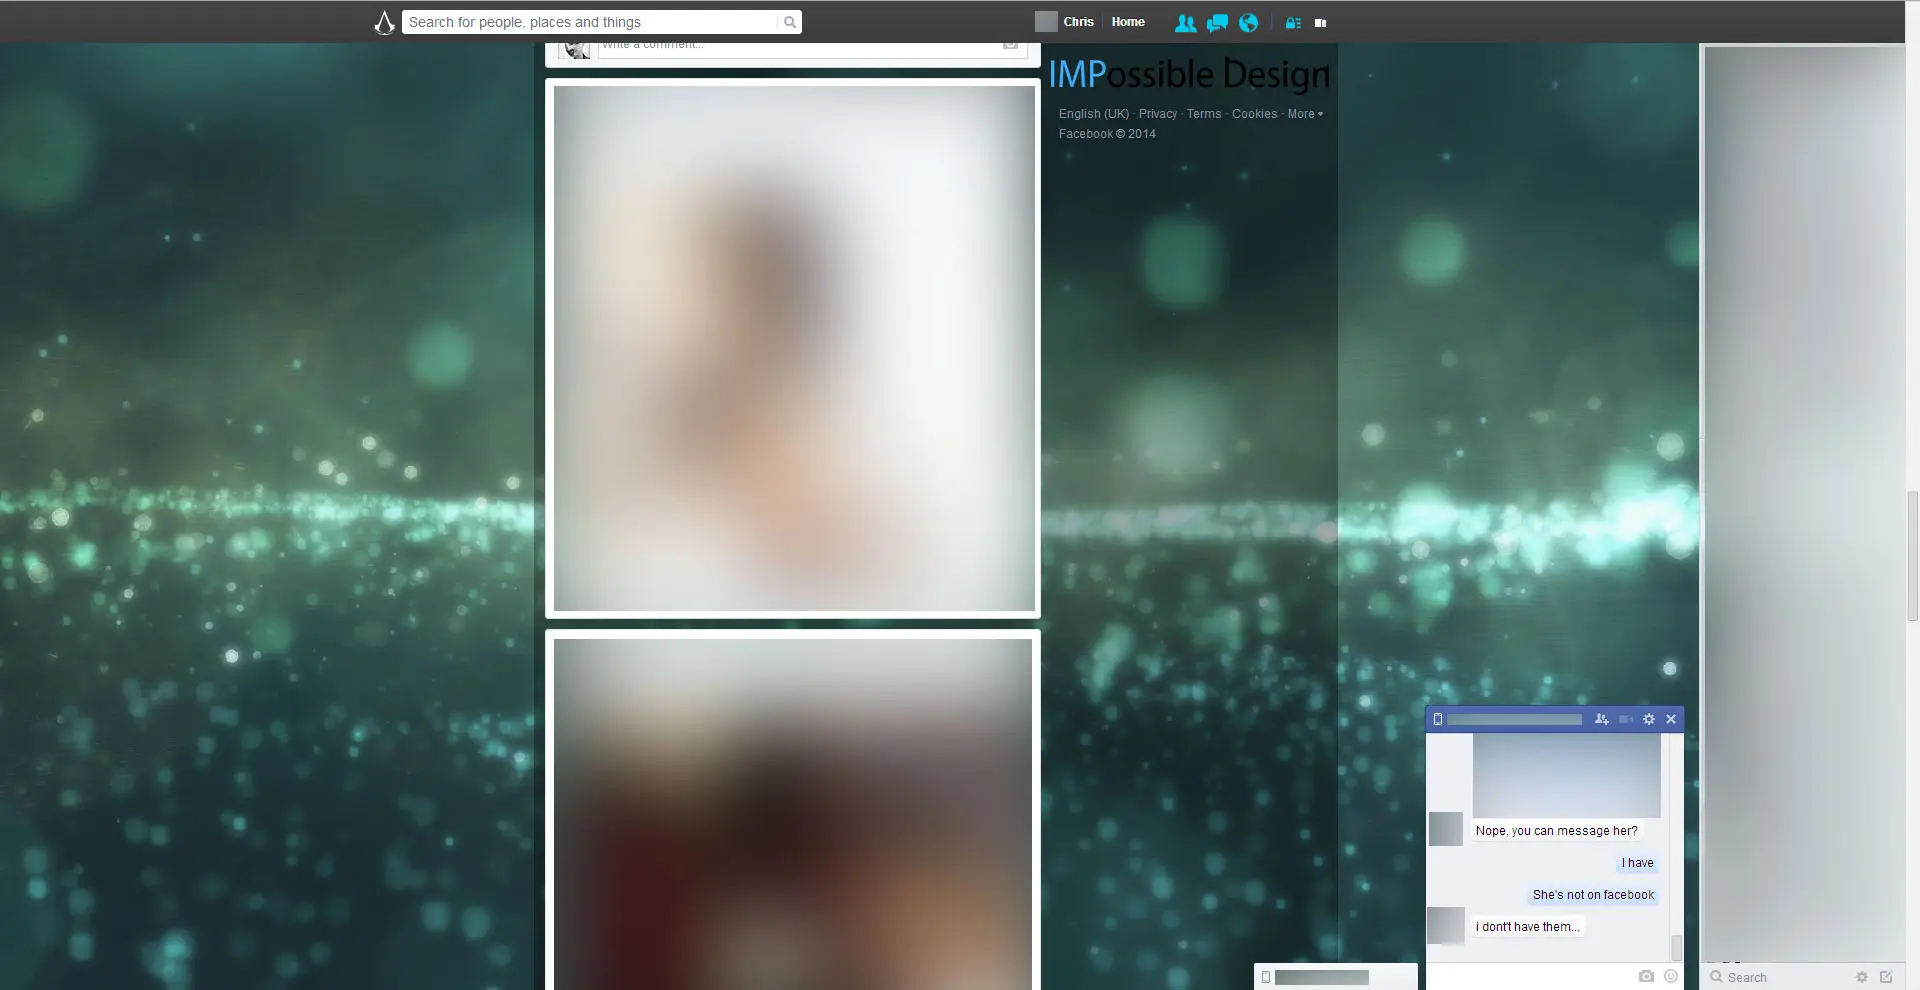 Search for people, places and things
Chris
Home
Write a comment...
IMPossible Design
English (UK) · Privacy · Terms · Cookies · More
Facebook © 2014
Nope, you can message her?
I have
She's not on facebook
i dont't have them...
Search